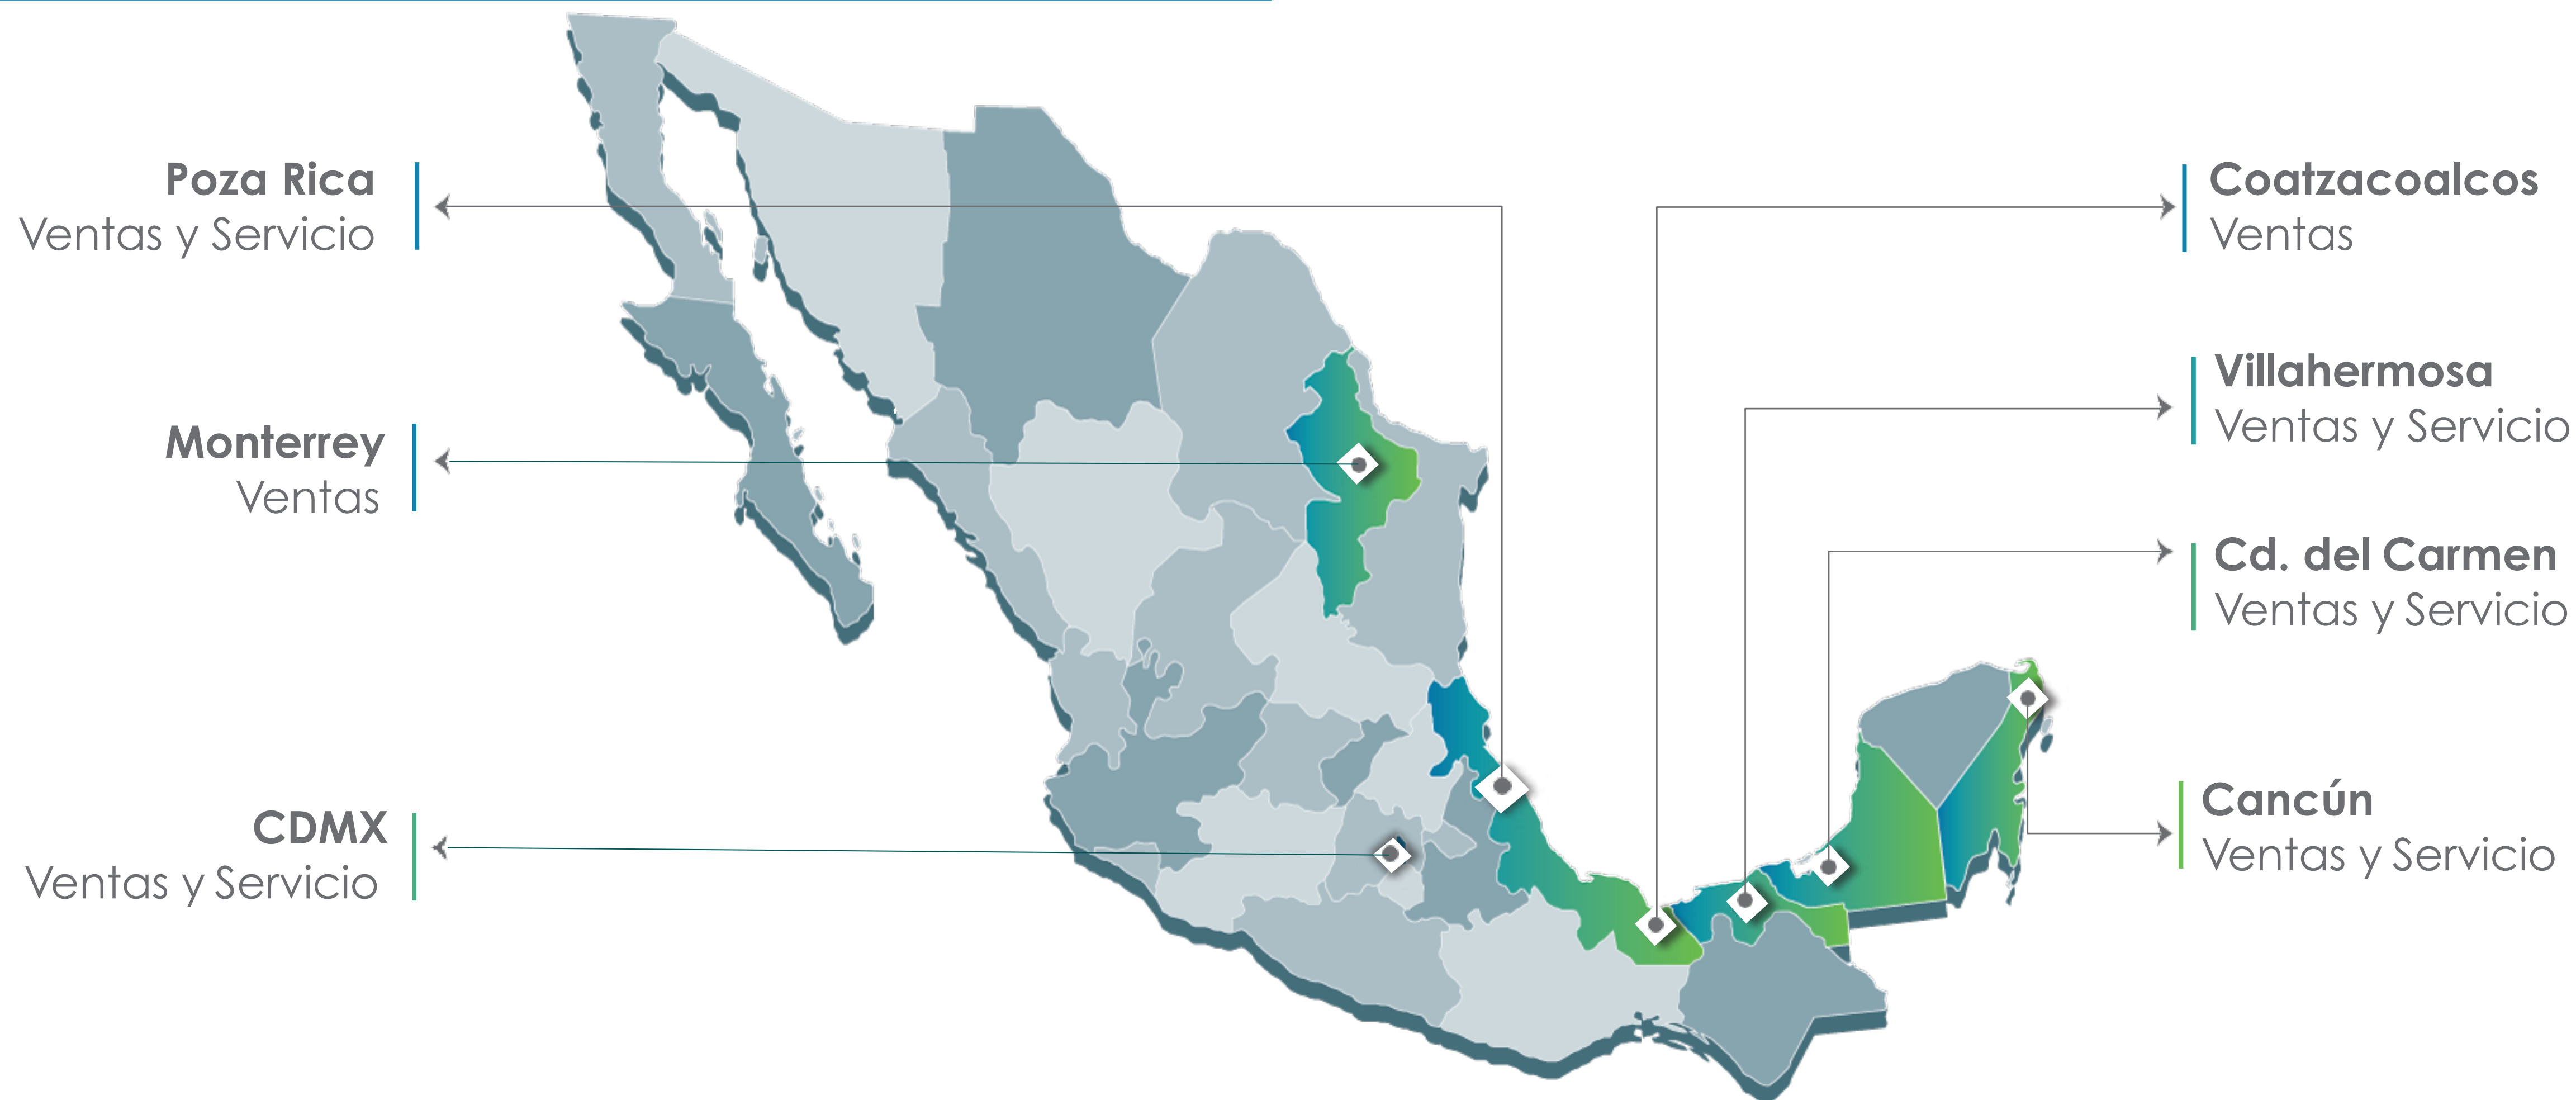 Poza Rica
Ventas y Servicio
Monterrey
Ventas
CDMX
Ventas y Servicio
Coatzacoalcos
Ventas
Villahermosa
Ventas y Servicio
Cd. del Carmen
Ventas y Servicio
Cancún
Ventas y Servicio